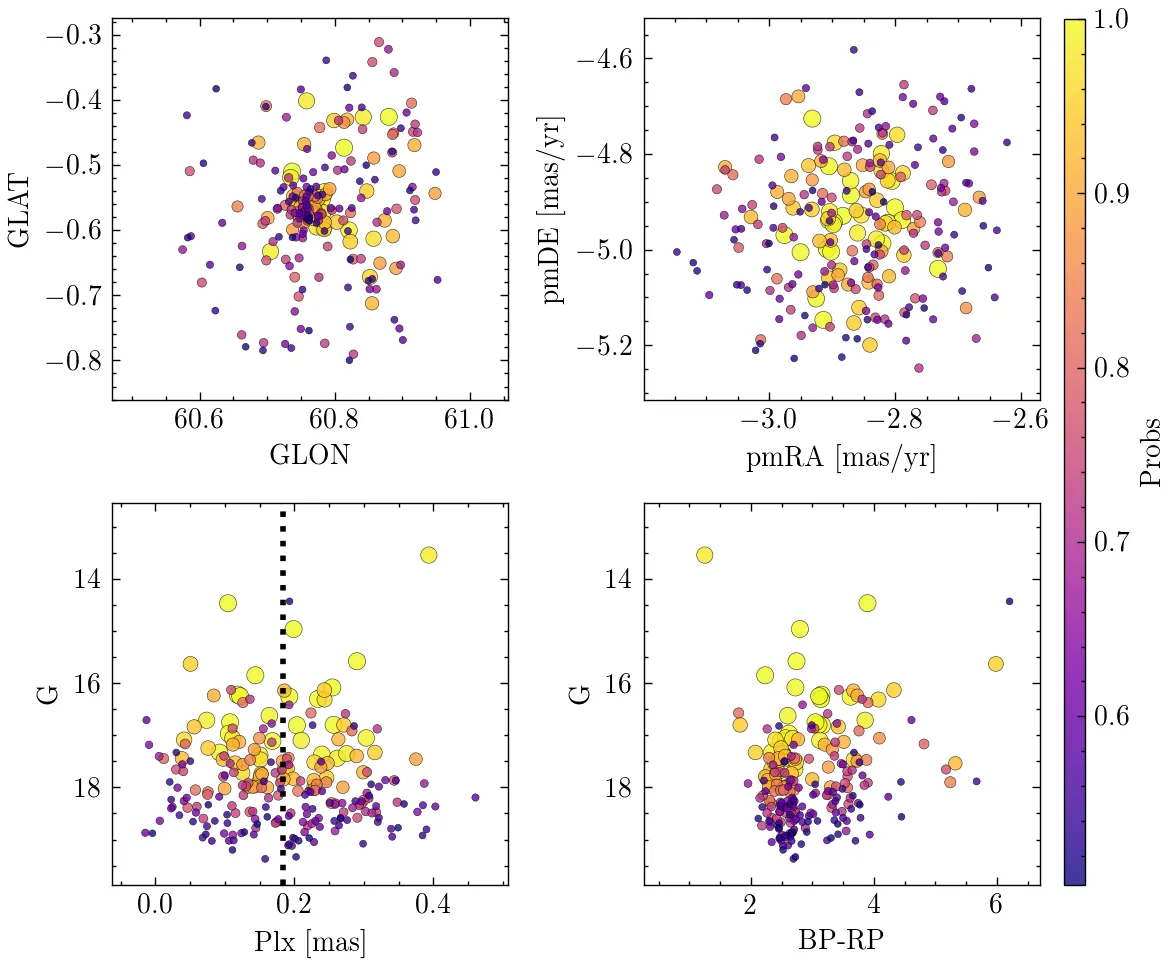 −0.3
−0.4
−0.5
−0.6
−0.7
−0.8
GLAT
60.6 60.8 61.0
GLON
−4.6
−4.8
−5.0
−5.2
pmDE [mas/yr]
−3.0 −2.8 −2.6
pmRA [mas/yr]
14
16
18
G
0.0 0.2 0.4
Plx [mas]
14
16
18
G
2 4 6
BP-RP
1.0
0.9
0.8
0.7
0.6
Probs